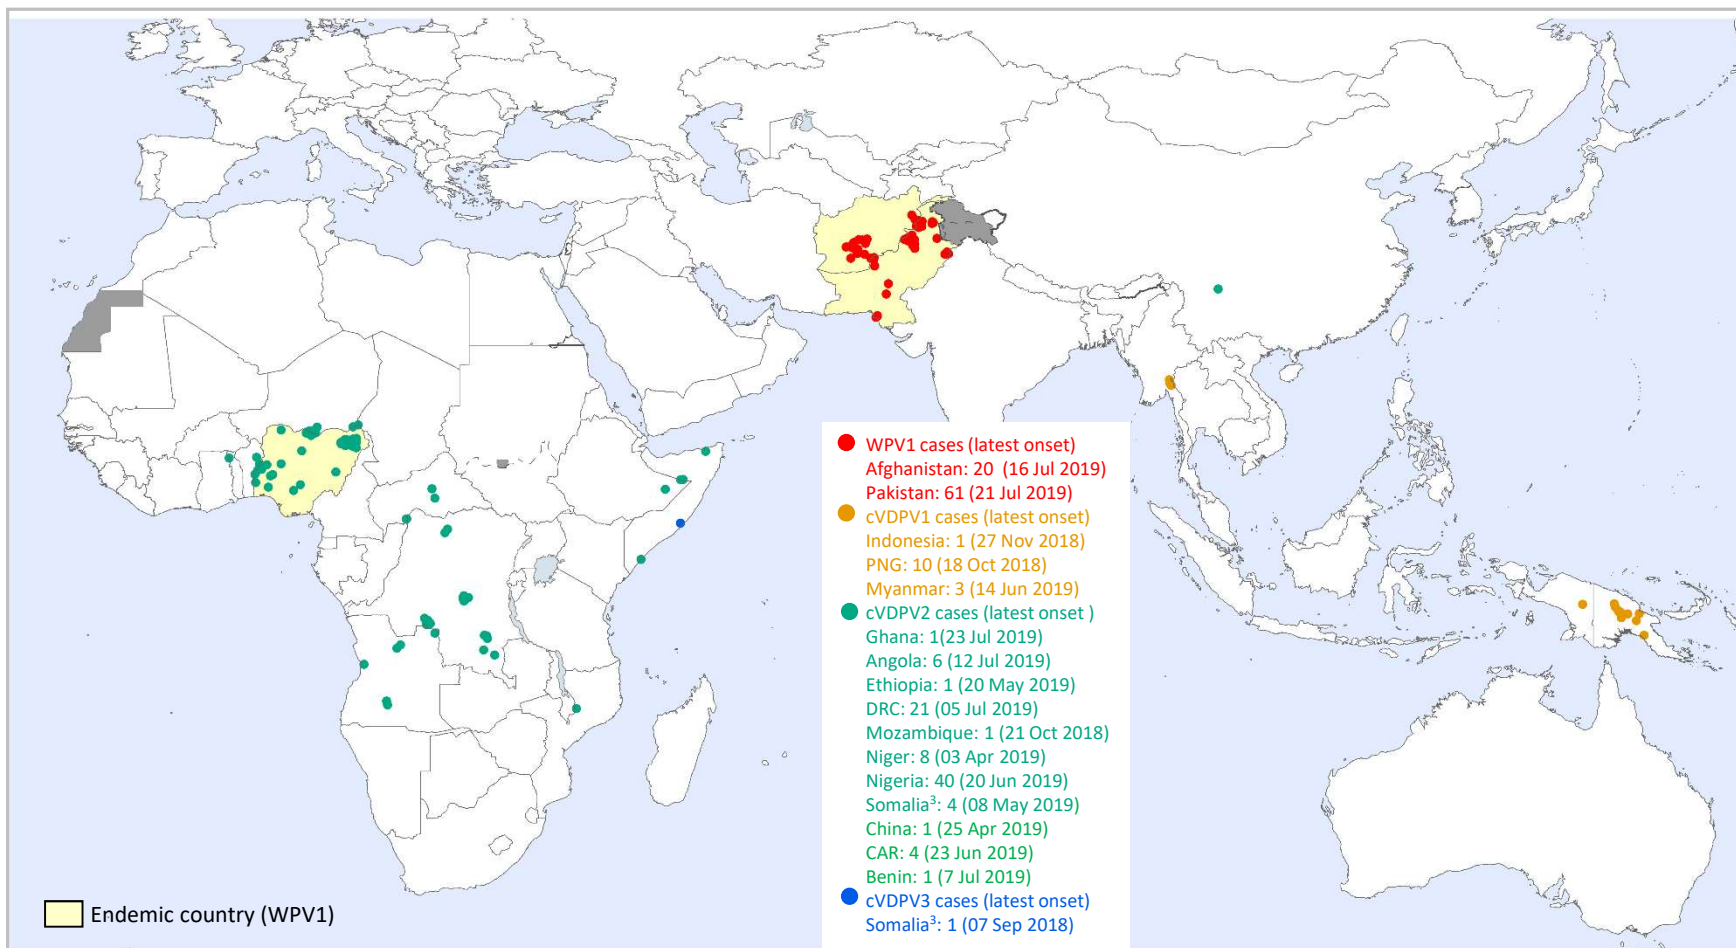 WPV1 cases (latest onset)
Afghanistan: 20 (16 Jul 2019)
Pakistan: 61 (21 Jul 2019)
cVDPV1 cases (latest onset)
Indonesia: 1 (27 Nov 2018)
PNG: 10 (18 Oct 2018)
Myanmar: 3 (14 Jun 2019)
cVDPV2 cases (latest onset )
Ghana: 1(23 Jul 2019)
Angola: 6 (12 Jul 2019)
Ethiopia: 1 (20 May 2019)
DRC: 21 (05 Jul 2019)
Mozambique: 1 (21 Oct 2018)
Niger: 8 (03 Apr 2019)
Nigeria: 40 (20 Jun 2019)
Somalia³: 4 (08 May 2019)
China: 1 (25 Apr 2019)
CAR: 4 (23 Jun 2019)
Benin: 1 (7 Jul 2019)
cVDPV3 cases (latest onset)
Somalia³: 1 (07 Sep 2018)
Endemic country (WPV1)